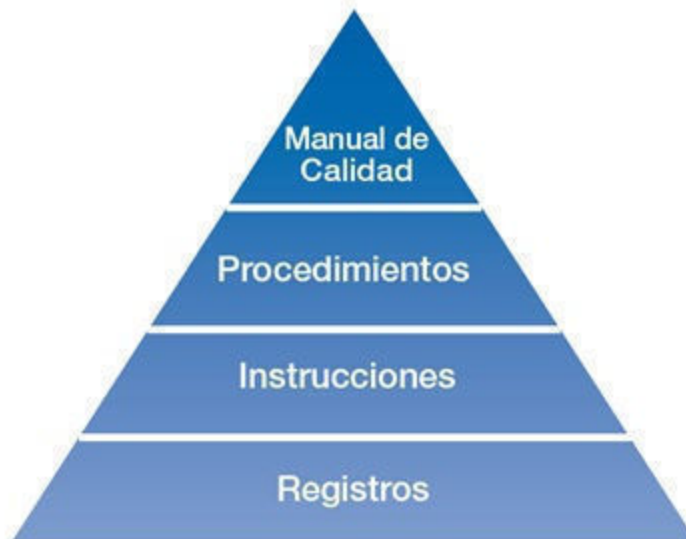 Manual de
Calidad
Procedimientos
Instrucciones
Registros